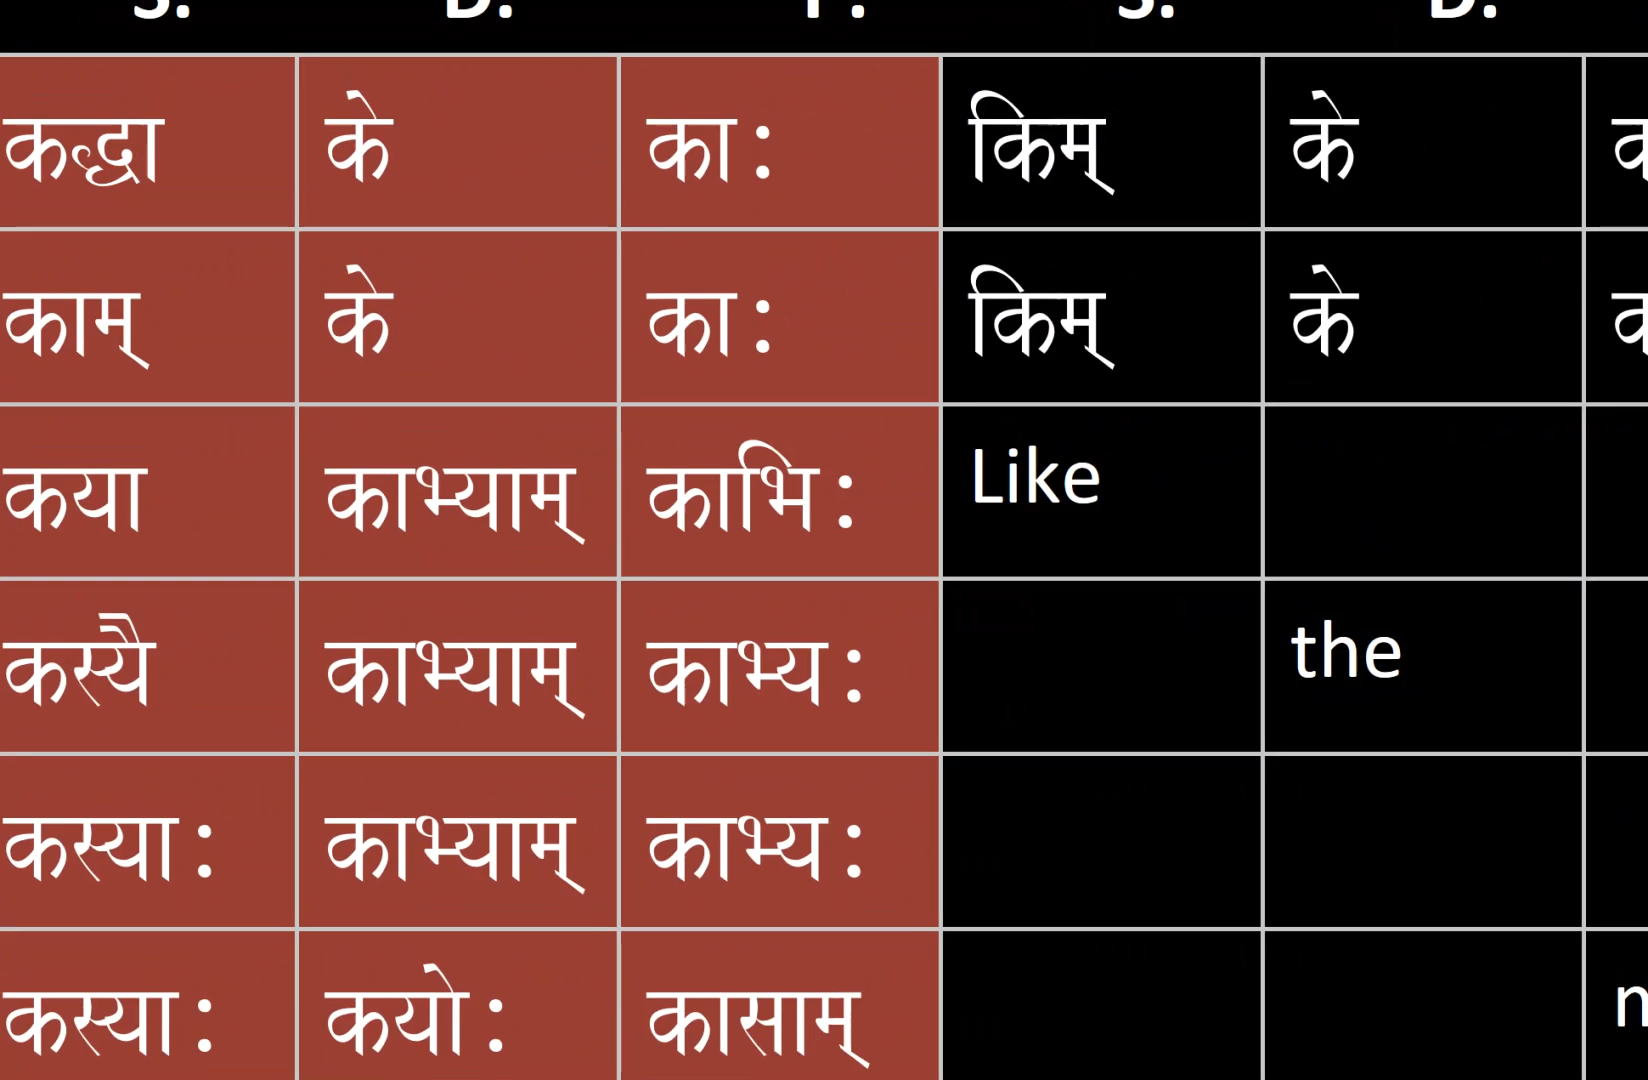 S. D. P. S. D.
कद्धा के का: किम् के
काम् के का: किम् के
कया काभ्याम् काभि: Like
कस्यै काभ्याम् काभ्य: the
कस्या: काभ्याम् काभ्य:
कस्या: कयो: कासाम्